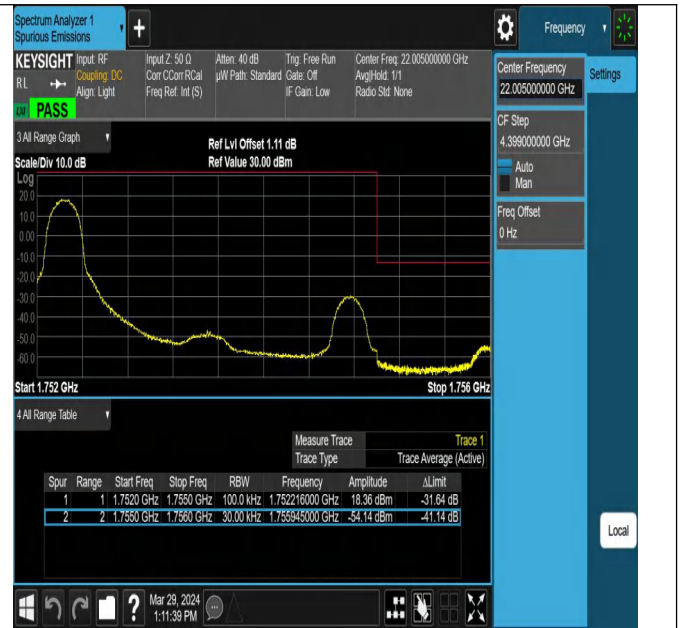 Spectrum Analyzer 1
Spurious Emissions
+
Frequency
KEYSIGHT Input: RF Input Z: 50 Ω Atten: 40 dB Trig: Free Run Center Freq: 22.005000000 GHz
RL Coupling: DC Corr CCorr RCal µW Path: Standard Gate: Off Avg|Hold: 1/1
Align: Light Freq Ref: Int (S) IF Gain: Low Radio Std: None
LXI PASS
Center Frequency
22.005000000 GHz
Settings
CF Step
4.399000000 GHz
Auto
Man
Freq Offset
0 Hz
3 All Range Graph
Ref Lvl Offset 1.11 dB
Scale/Div 10.0 dB Ref Value 30.00 dBm
Log
20.0
10.0
0.00
-10.0
-20.0
-30.0
-40.0
-50.0
-60.0
Start 1.752 GHz Stop 1.756 GHz
4 All Range Table
Measure Trace Trace 1
Trace Type Trace Average (Active)
Spur Range Start Freq Stop Freq RBW Frequency Amplitude ΔLimit
1 1 1.7520 GHz 1.7550 GHz 100.0 kHz 1.752216000 GHz 18.36 dBm -31.64 dB
2 2 1.7550 GHz 1.7560 GHz 30.00 kHz 1.755945000 GHz -54.14 dBm -41.14 dB
Local
? Mar 29, 2024
1:11:39 PM